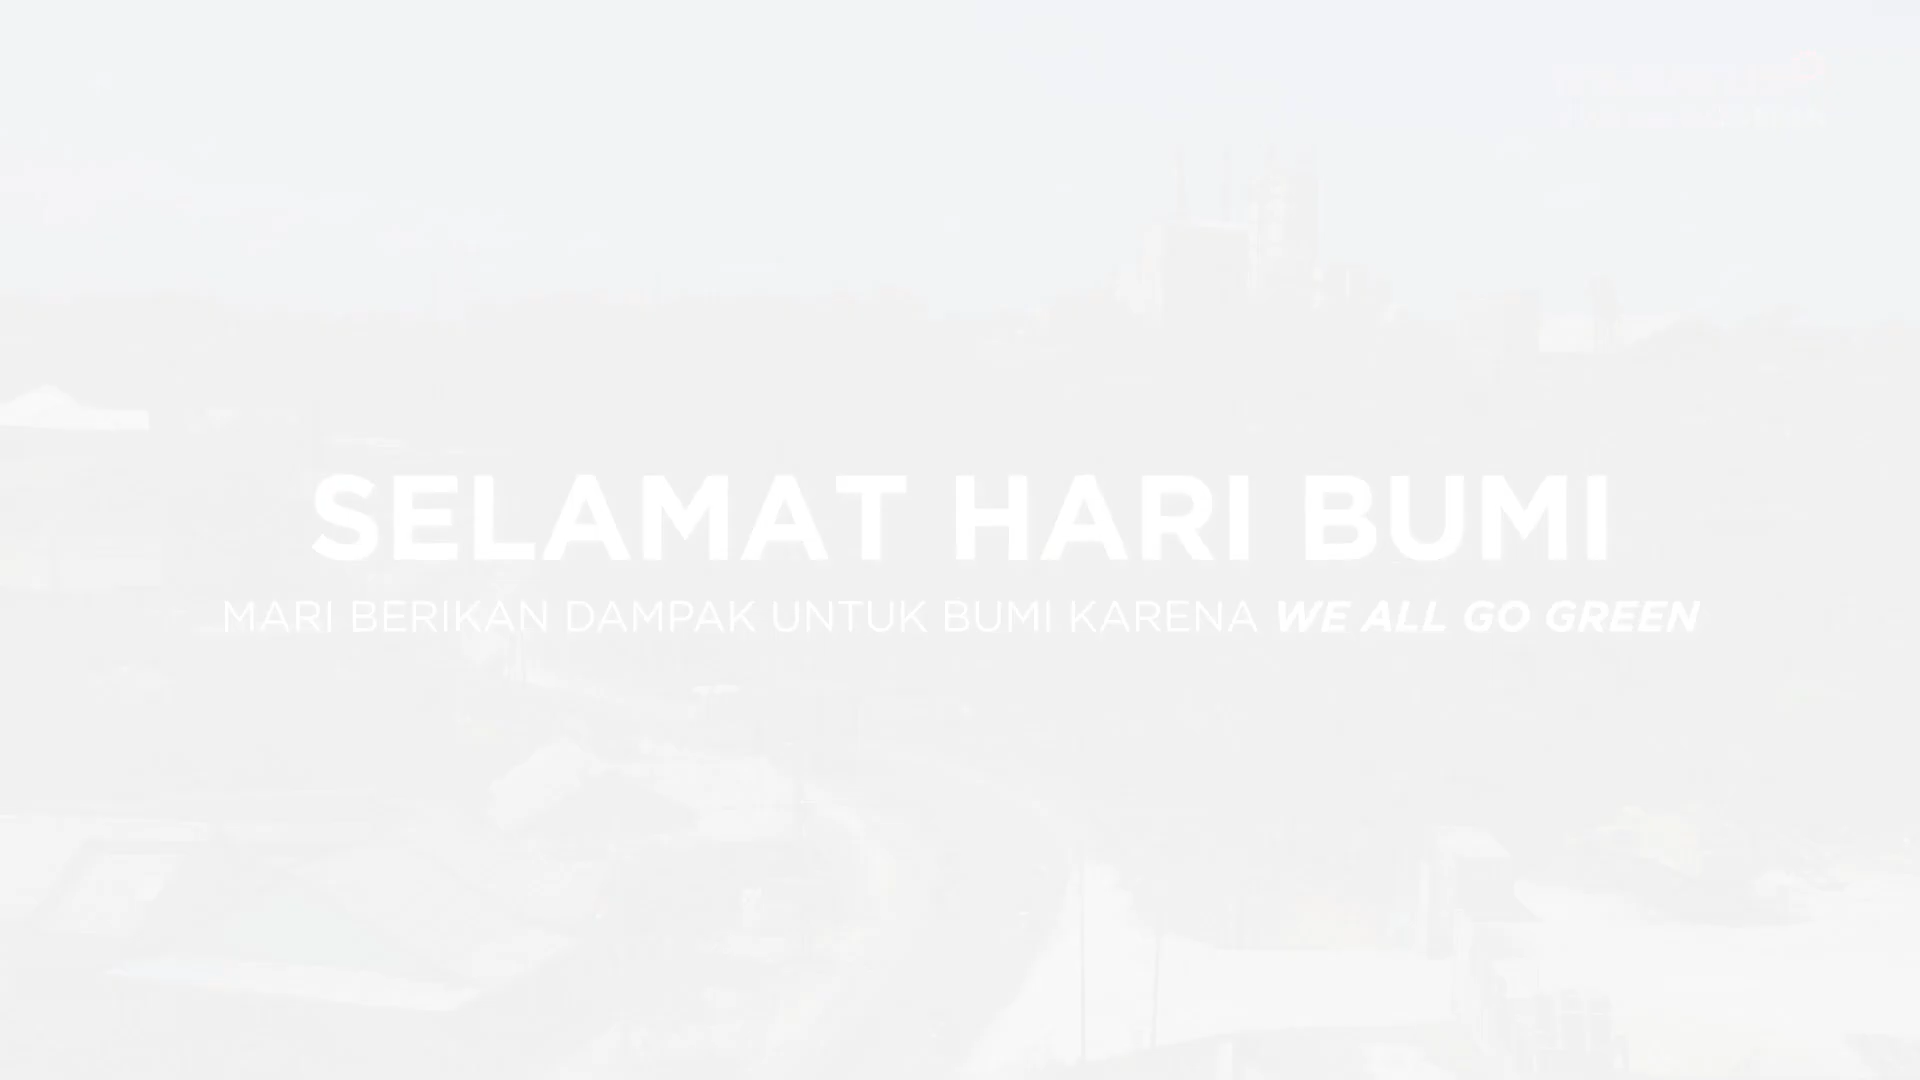 SELAMAT HARI BUMI
MARI BERIKAN DAMPAK UNTUK BUMI KARENA WE ALL GO GREEN